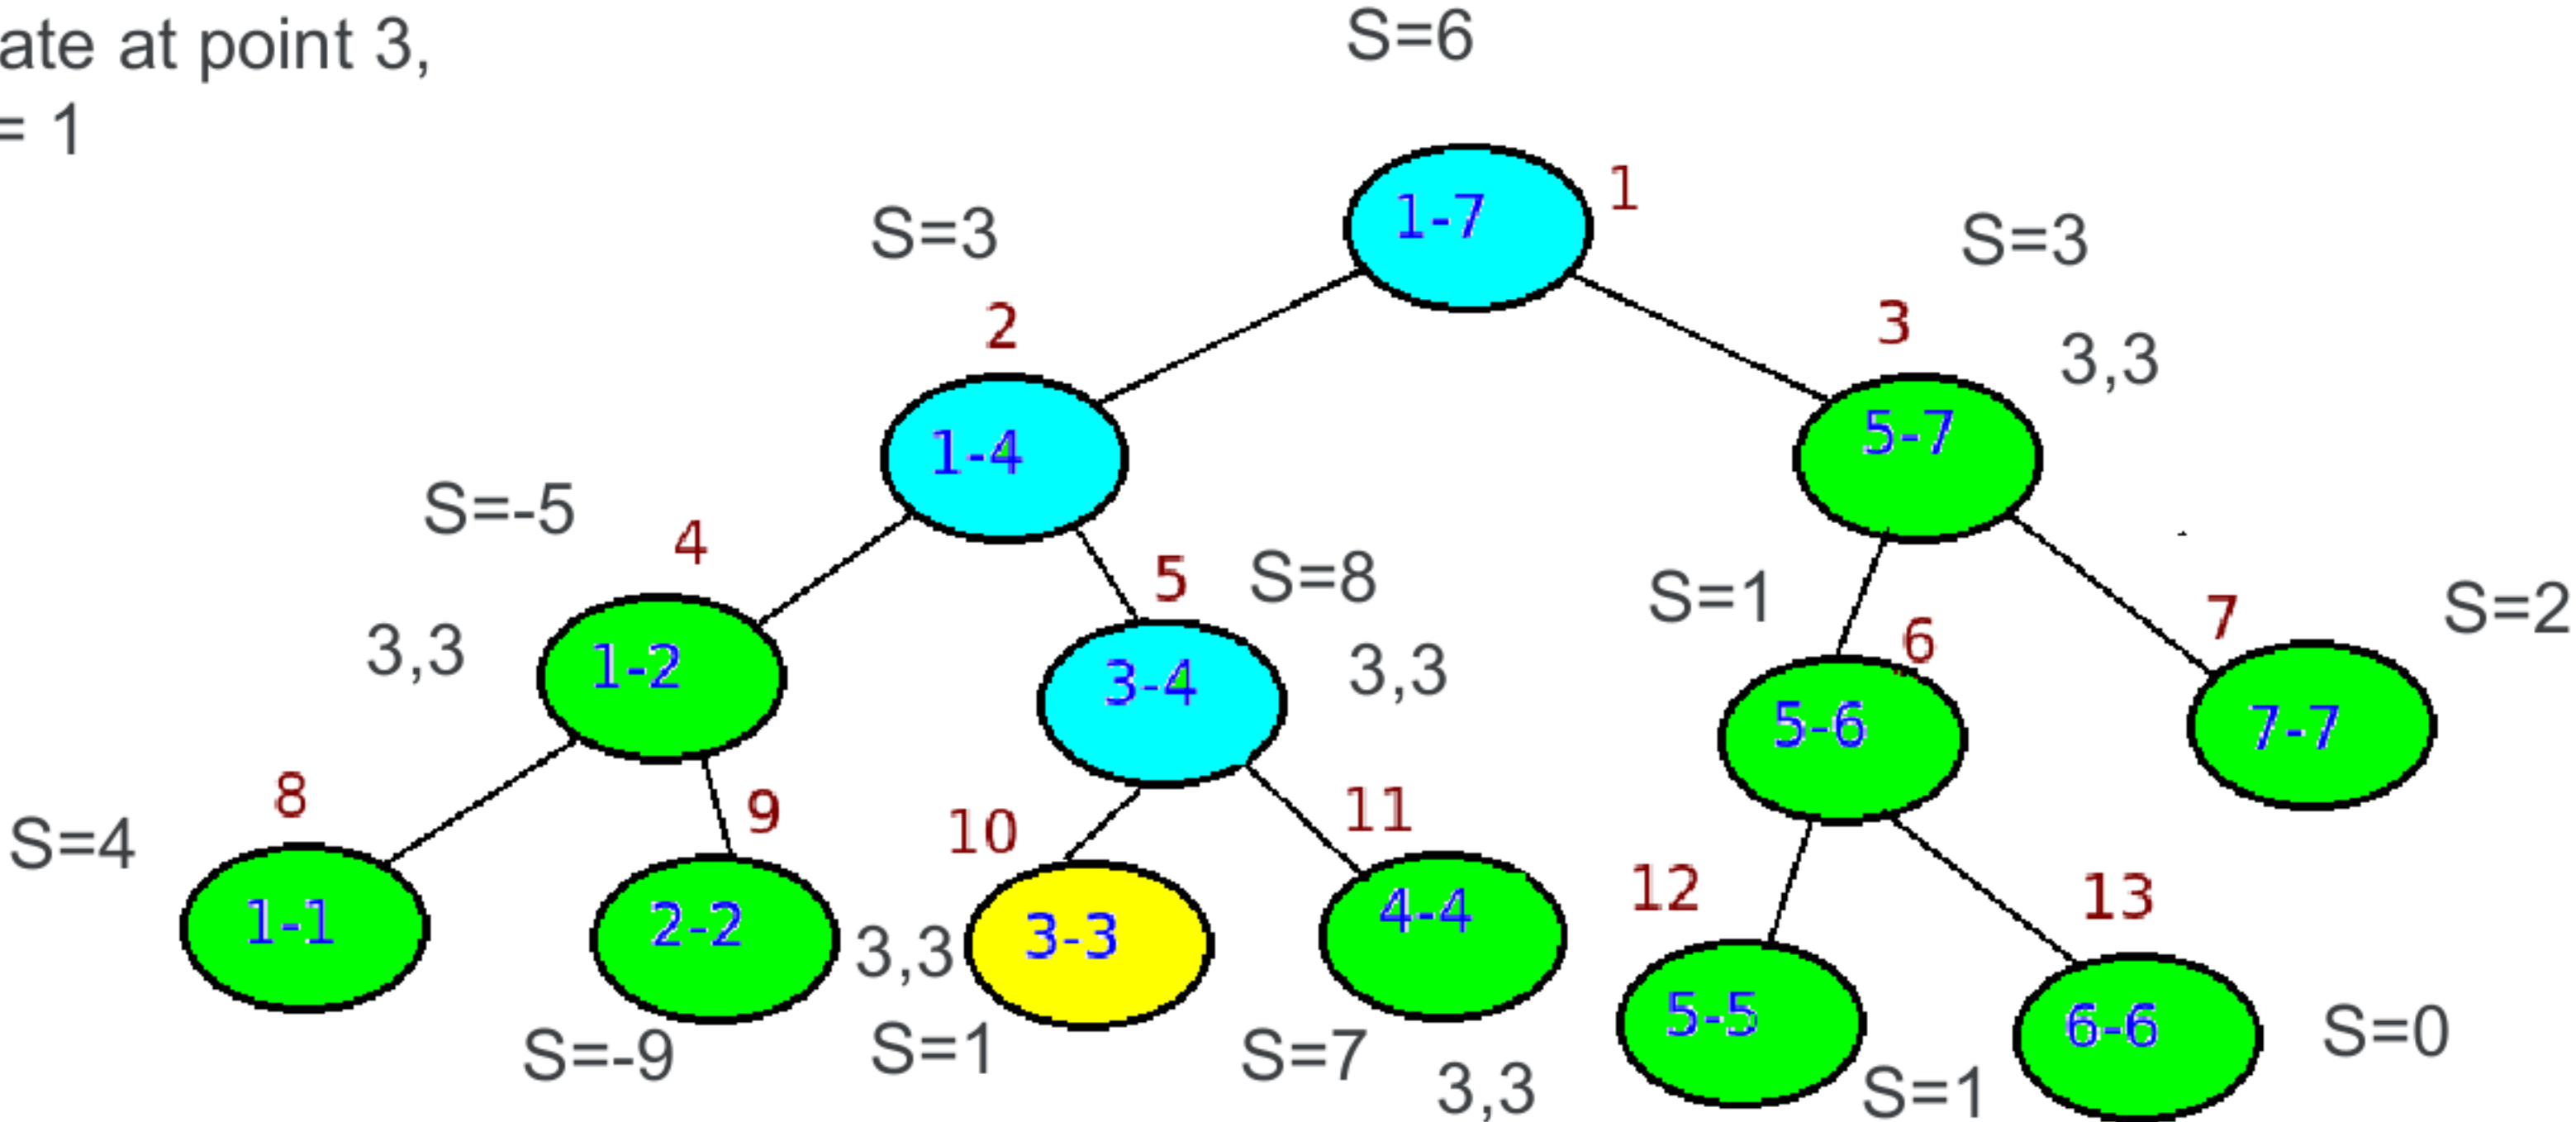 ate at point 3,
= 1
S=6
1-7
1
S=3
2
S=3
3
3,3
1-4
5-7
S=-5
4
5
S=8
S=1
6
7
S=2
3,3
1-2
3-4
3,3
5-6
7-7
8
9
10
11
12
13
S=4
1-1
2-2
3,3
3-3
4-4
5-5
6-6
S=0
S=-9
S=1
S=7
3,3
S=1